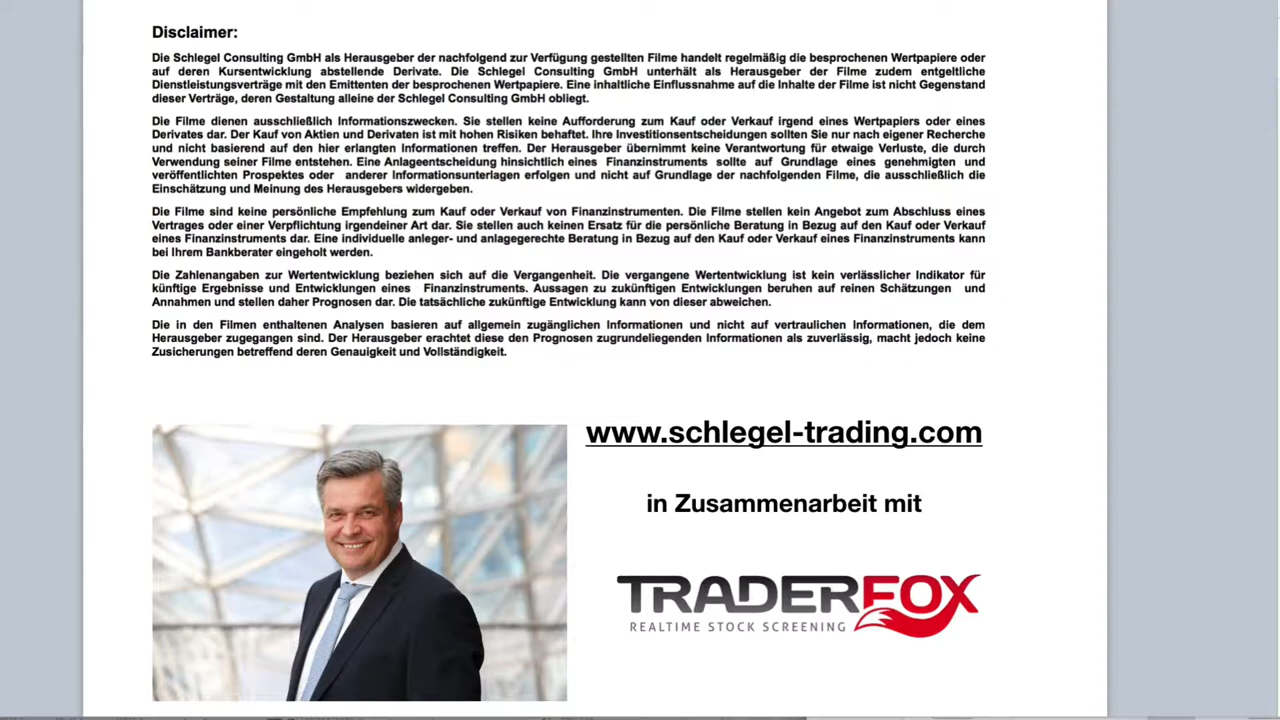 Disclaimer:
Die Schlegel Consulting GmbH als Herausgeber der nachfolgend zur Verfügung gestellten Filme handelt regelmäßig die besprochenen Wertpapiere oder
auf deren Kursentwicklung abstellende Derivate. Die Schlegel Consulting GmbH unterhält als Herausgeber der Filme zudem entgeltliche
Dienstleistungsverträge mit den Emittenten der besprochenen Wertpapiere. Eine inhaltliche Einflussnahme auf die Inhalte der Filme ist nicht Gegenstand
dieser Verträge, deren Gestaltung alleine der Schlegel Consulting GmbH obliegt.
Die Filme dienen ausschließlich Informationszwecken. Sie stellen keine Aufforderung zum Kauf oder Verkauf irgend eines Wertpapiers oder eines
Derivates dar. Der Kauf von Aktien und Derivaten ist mit hohen Risiken behaftet. Ihre Investitionsentscheidungen sollten Sie nur nach eigener Recherche
und nicht basierend auf den hier erlangten Informationen treffen. Der Herausgeber übernimmt keine Verantwortung für etwaige Verluste, die durch
Verwendung seiner Filme entstehen. Eine Anlageentscheidung hinsichtlich eines Finanzinstruments sollte auf Grundlage eines genehmigten und
veröffentlichten Prospektes oder anderer Informationsunterlagen erfolgen und nicht auf Grundlage der nachfolgenden Filme, die ausschließlich die
Einschätzung und Meinung des Herausgebers widergeben.
Die Filme sind keine persönliche Empfehlung zum Kauf oder Verkauf von Finanzinstrumenten. Die Filme stellen kein Angebot zum Abschluss eines
Vertrages oder einer Verpflichtung irgendeiner Art dar. Sie stellen auch keinen Ersatz für die persönliche Beratung in Bezug auf den Kauf oder Verkauf
eines Finanzinstruments dar. Eine individuelle anleger- und anlagegerechte Beratung in Bezug auf den Kauf oder Verkauf eines Finanzinstruments kann
bei Ihrem Bankberater eingeholt werden.
Die Zahlenangaben zur Wertentwicklung beziehen sich auf die Vergangenheit. Die vergangene Wertentwicklung ist kein verlässlicher Indikator für
künftige Ergebnisse und Entwicklungen eines Finanzinstruments. Aussagen zu zukünftigen Entwicklungen beruhen auf reinen Schätzungen und
Annahmen und stellen daher Prognosen dar. Die tatsächliche zukünftige Entwicklung kann von dieser abweichen.
Die in den Filmen enthaltenen Analysen basieren auf allgemein zugänglichen Informationen und nicht auf vertraulichen Informationen, die dem
Herausgeber zugegangen sind. Der Herausgeber erachtet diese den Prognosen zugrundeliegenden Informationen als zuverlässig, macht jedoch keine
Zusicherungen betreffend deren Genauigkeit und Vollständigkeit.
www.schlegel-trading.com
in Zusammenarbeit mit
TRADERFOX
REALTIME STOCK SCREENING